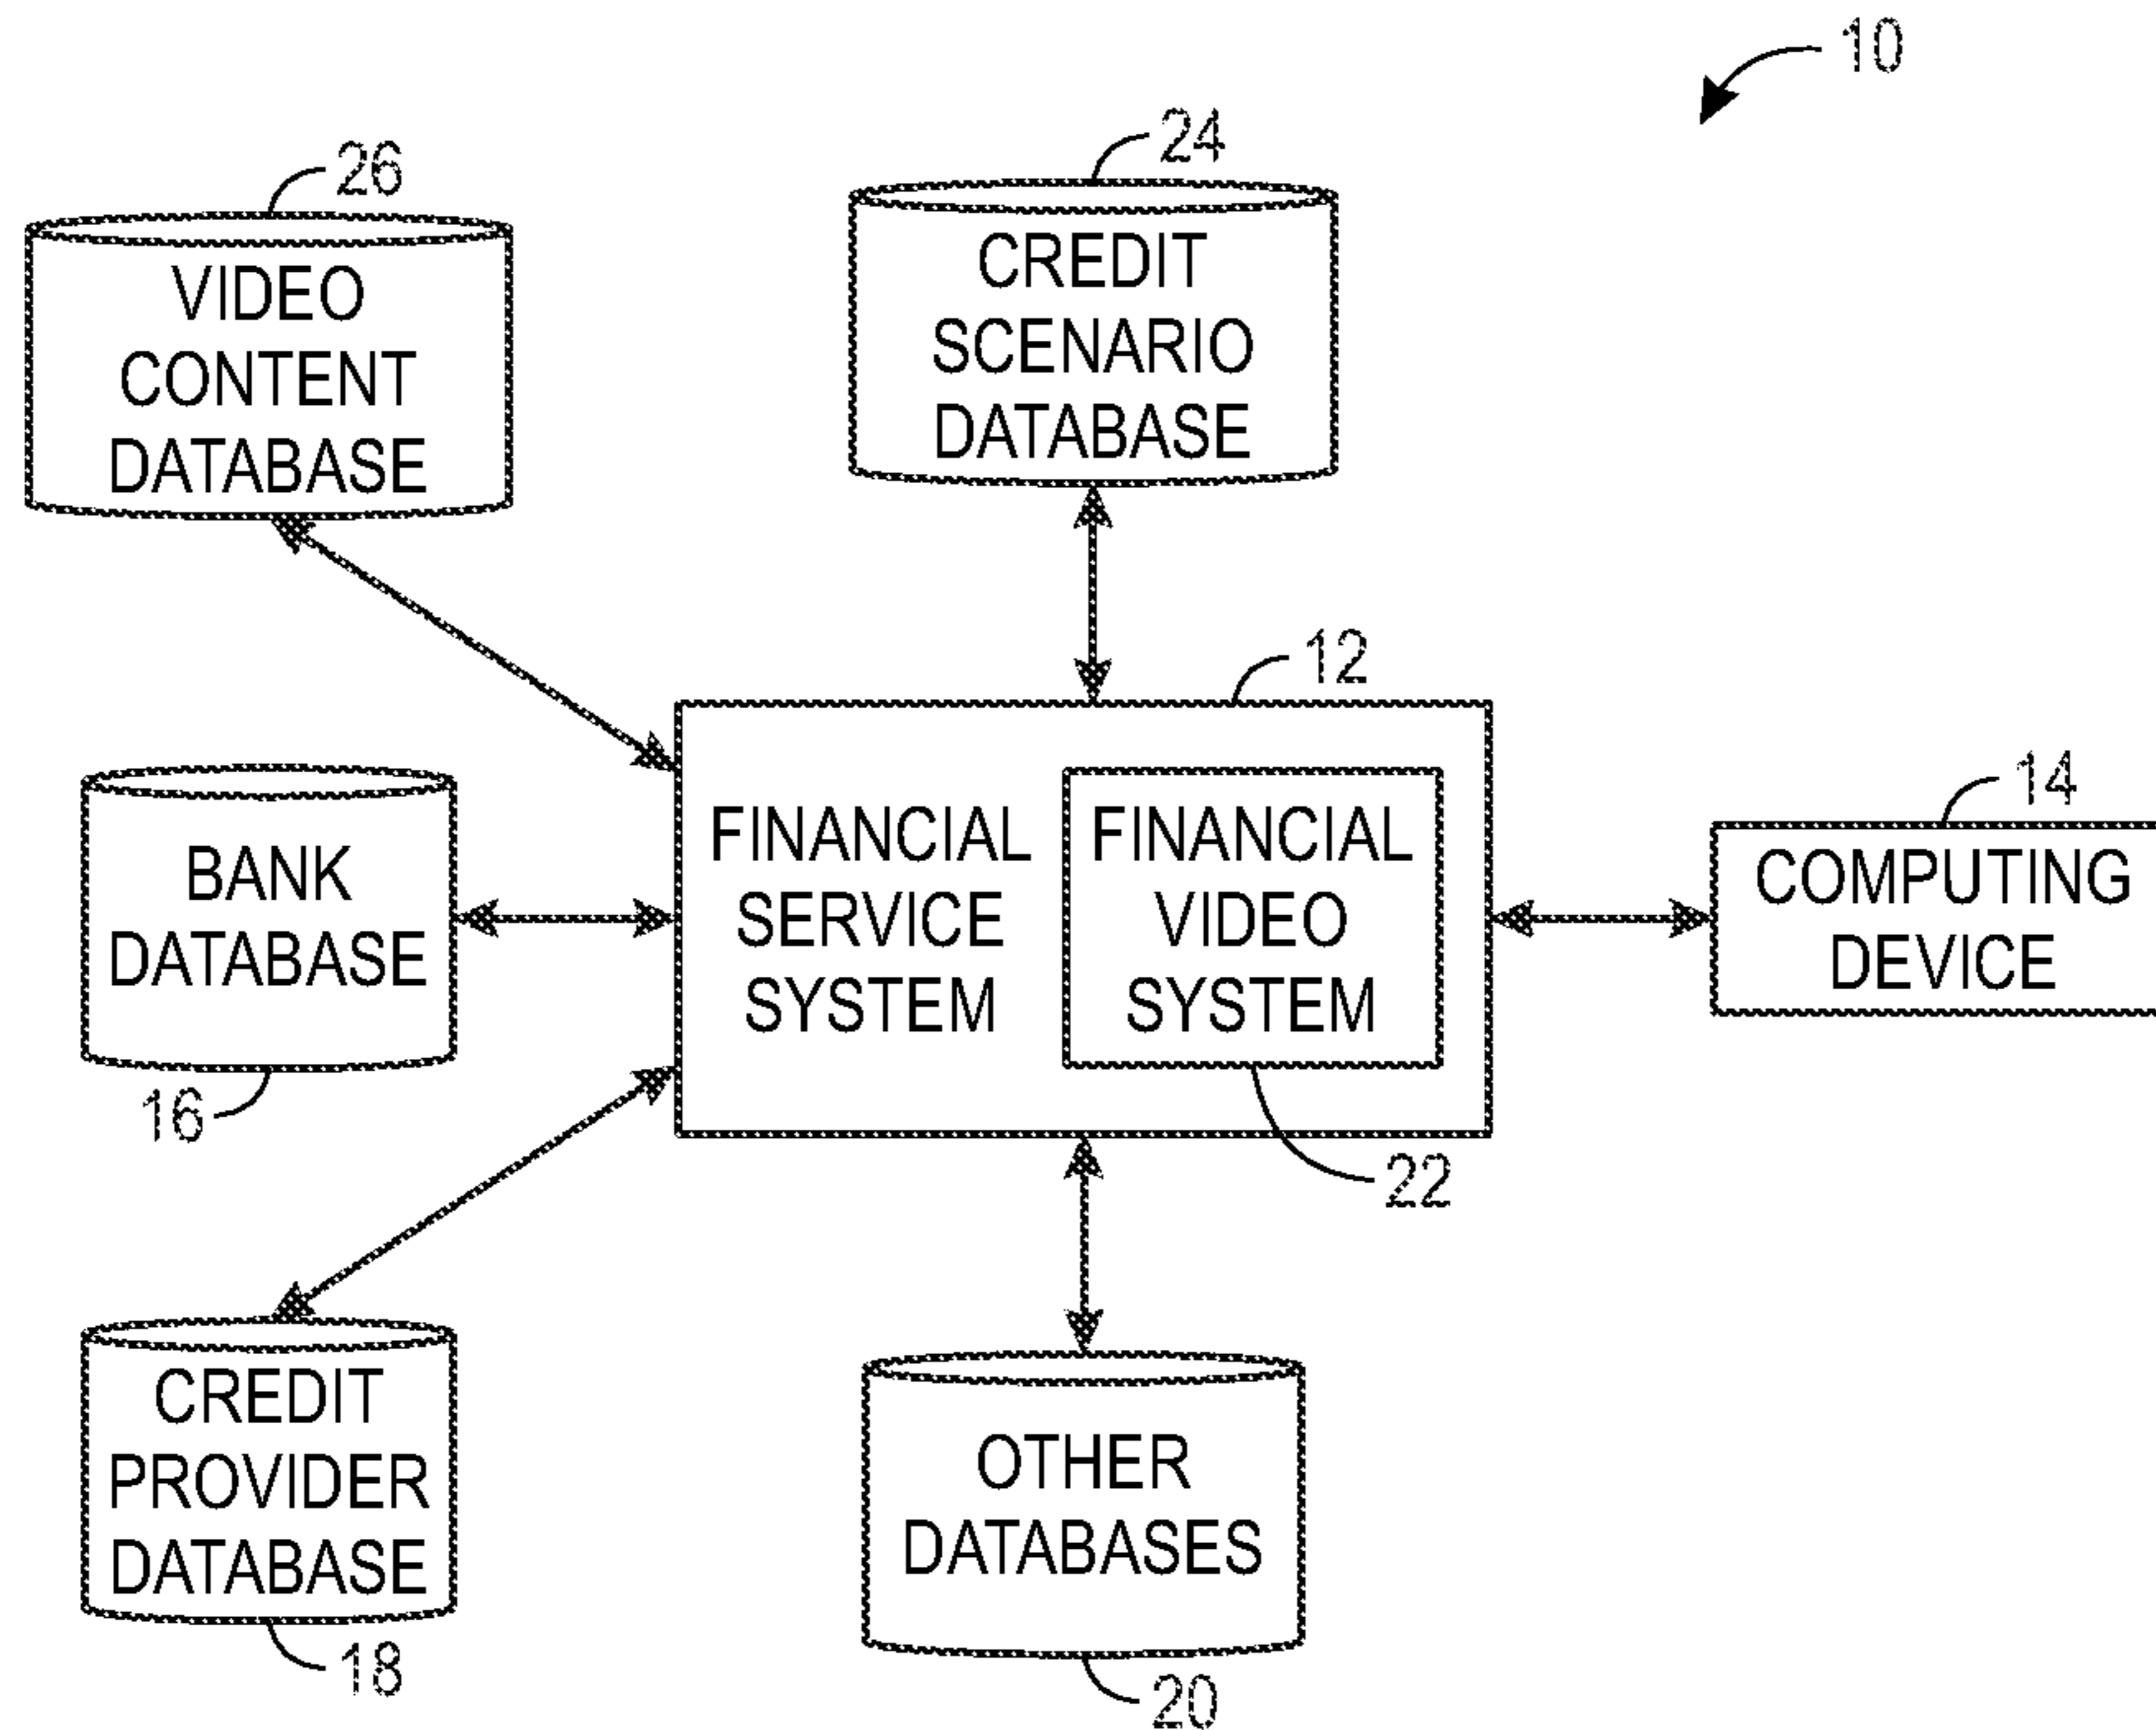 10
26
VIDEO
CONTENT
DATABASE
24
CREDIT
SCENARIO
DATABASE
12
FINANCIAL
SERVICE
SYSTEM
FINANCIAL
VIDEO
SYSTEM
22
14
COMPUTING
DEVICE
BANK
DATABASE
16
CREDIT
PROVIDER
DATABASE
18
OTHER
DATABASES
20